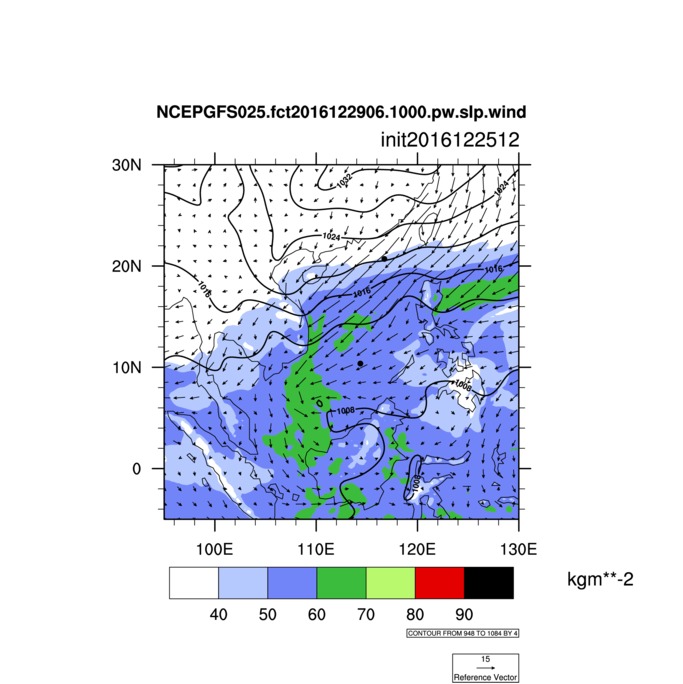 NCEPGFS025.fct2016122906.1000.pw.slp.wind
init2016122512
30N
20N
10N
0
1032
1024
1024
1016
1016
1016
1008
1008
1008
100E 110E 120E 130E
40 50 60 70 80 90
kgm**-2
CONTOUR FROM 948 TO 1084 BY 4
15
Reference Vector